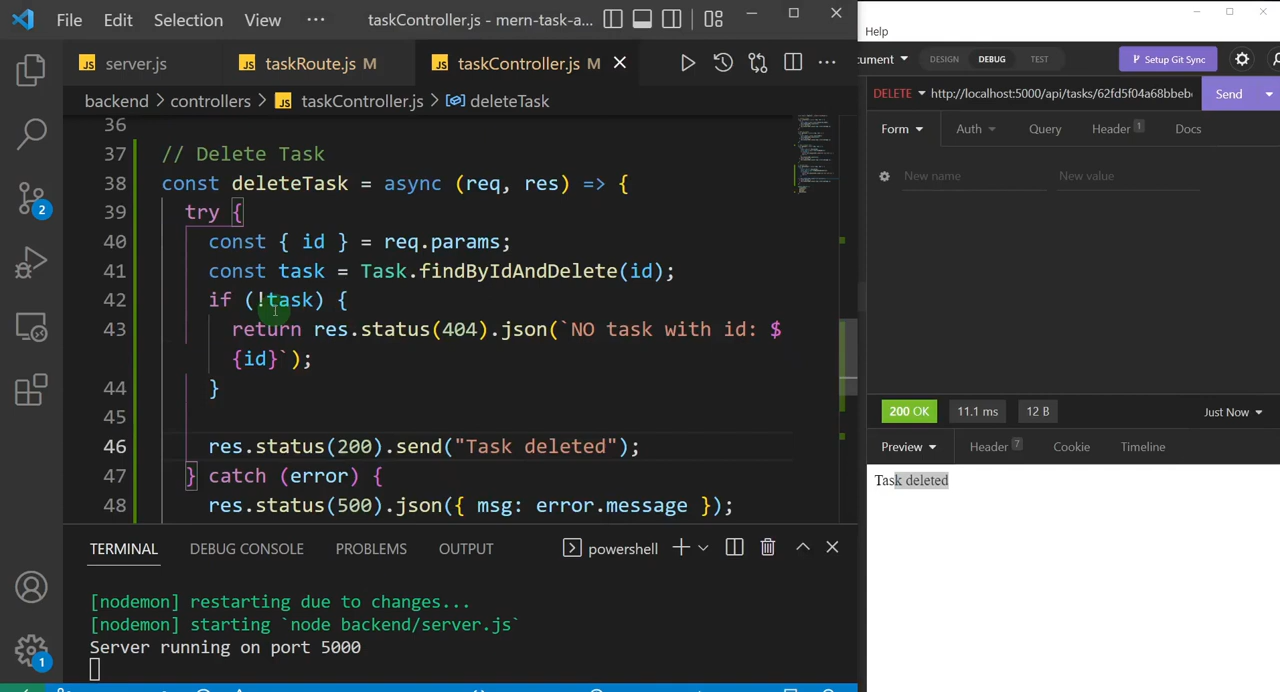 File Edit Selection View ··· taskController.js - mern-task-a...
server.js taskRoute.js M taskController.js M
backend > controllers > JS taskController.js > deleteTask
36
37 // Delete Task
38 const deleteTask = async (req, res) => {
39 try {
40 const { id } = req.params;
41 const task = Task.findByIdAndDelete(id);
42 if (!task) {
43 return res.status(404).json(`NO task with id: $
{id}`);
44 }
45
46 res.status(200).send("Task deleted");
47 } catch (error) {
48 res.status(500).json({ msg: error.message });
TERMINAL DEBUG CONSOLE PROBLEMS OUTPUT powershell
[nodemon] restarting due to changes...
[nodemon] starting `node backend/server.js`
Server running on port 5000
2
1
Help
cument DESIGN DEBUG TEST Setup Git Sync
DELETE http://localhost:5000/api/tasks/62fd5f04a68bbeb Send
Form Auth Query Header 1 Docs
New name New value
200 OK 11.1 ms 12 B Just Now
Preview Header 7 Cookie Timeline
Task deleted